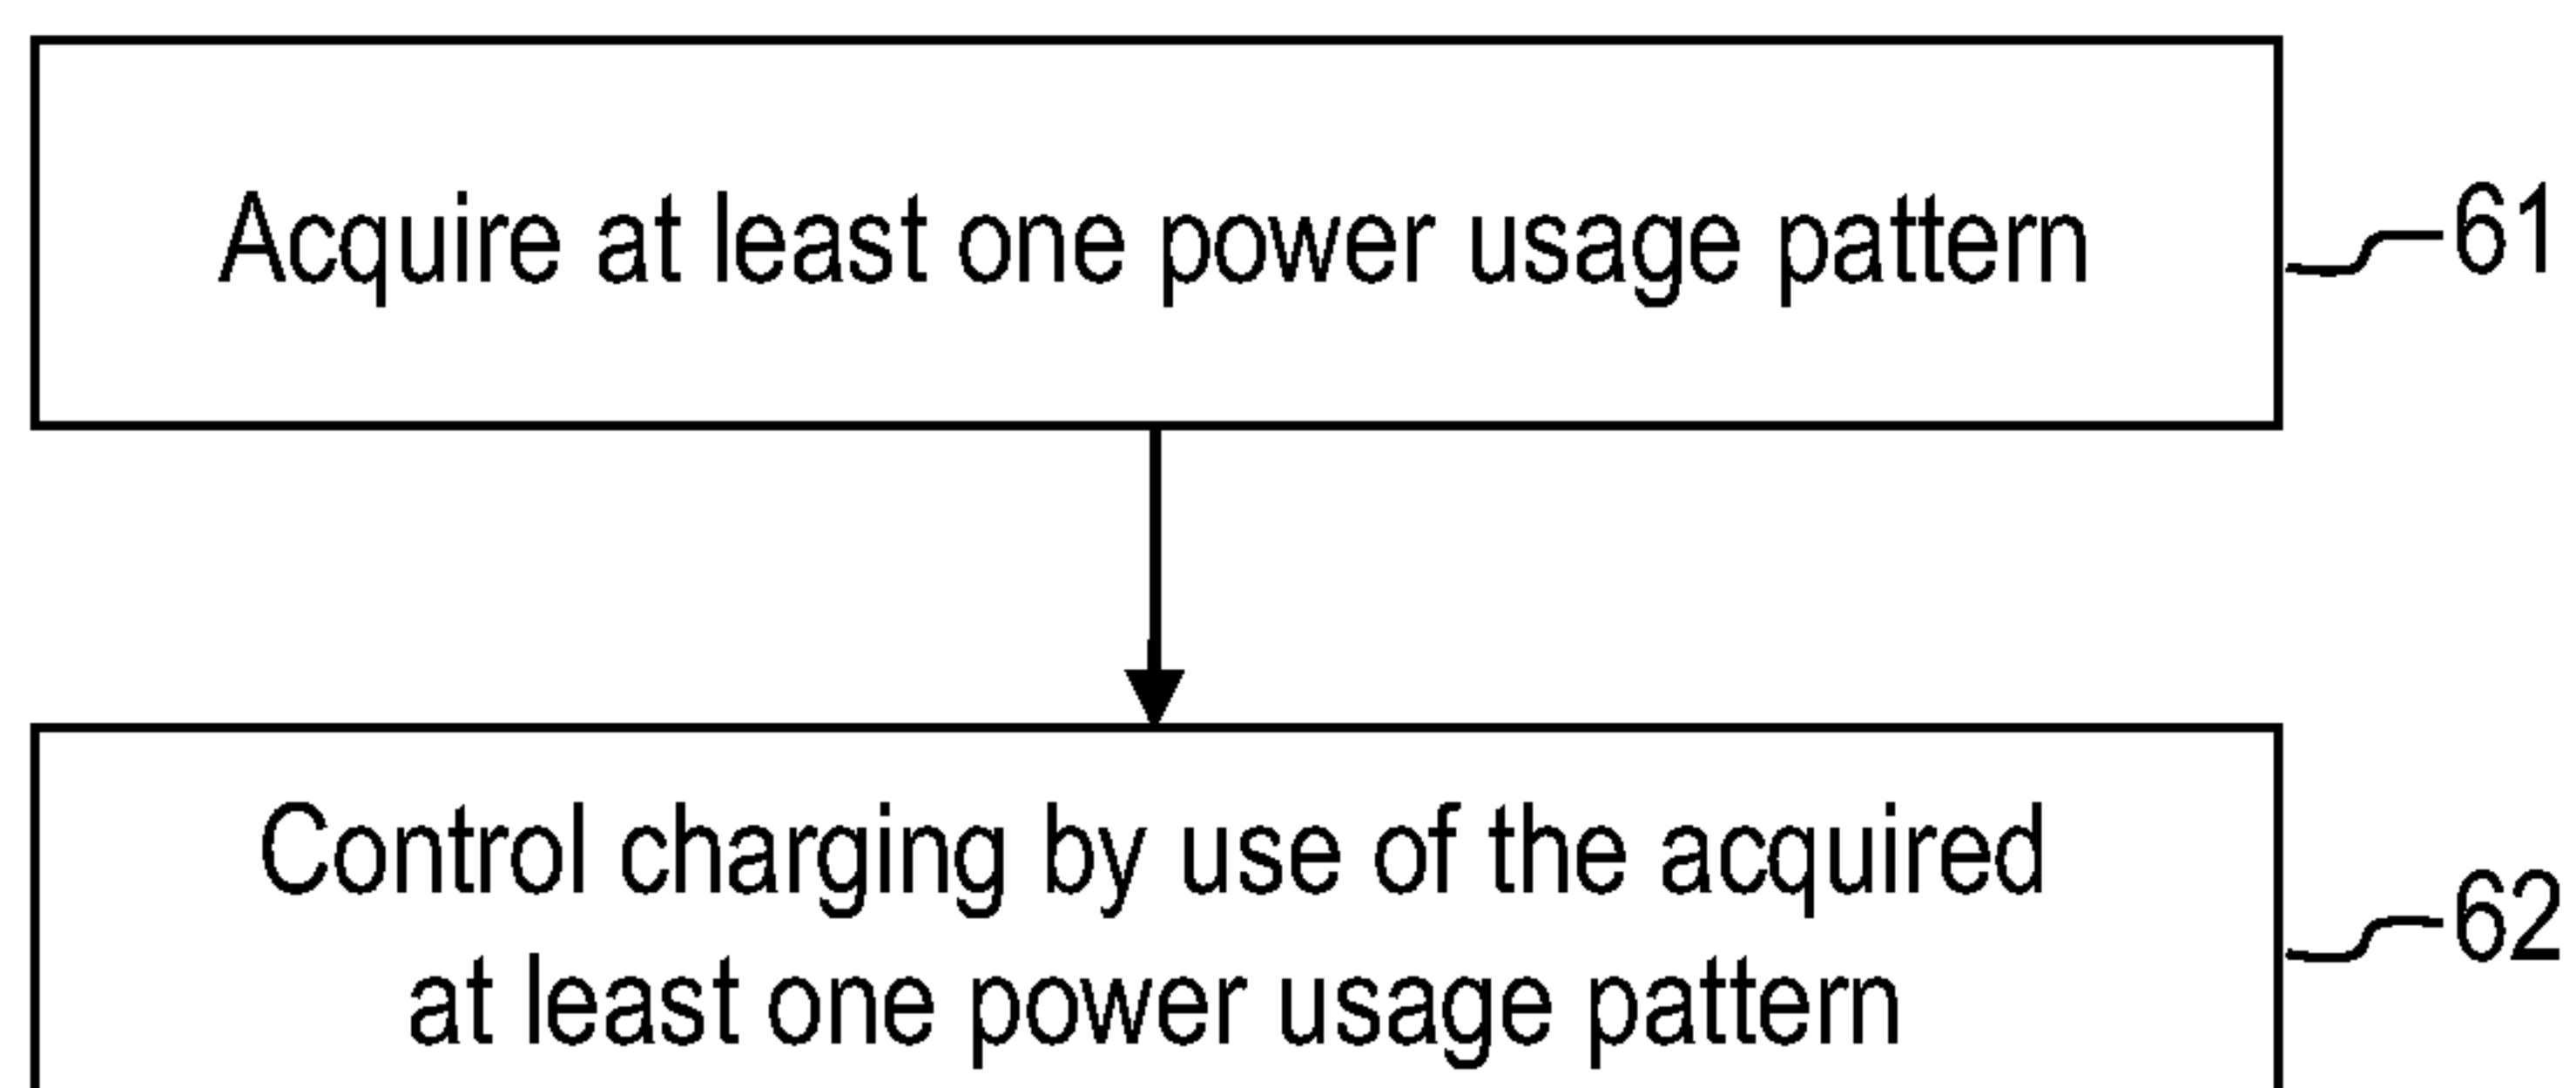 Acquire at least one power usage pattern
61
Control charging by use of the acquired
at least one power usage pattern
62